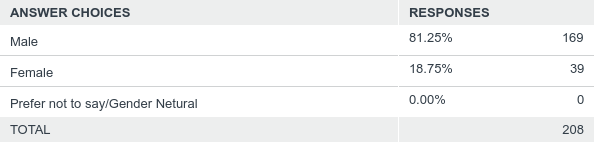 ANSWER CHOICES RESPONSES
Male 81.25% 169
Female 18.75% 39
Prefer not to say/Gender Netural 0.00% 0
TOTAL 208